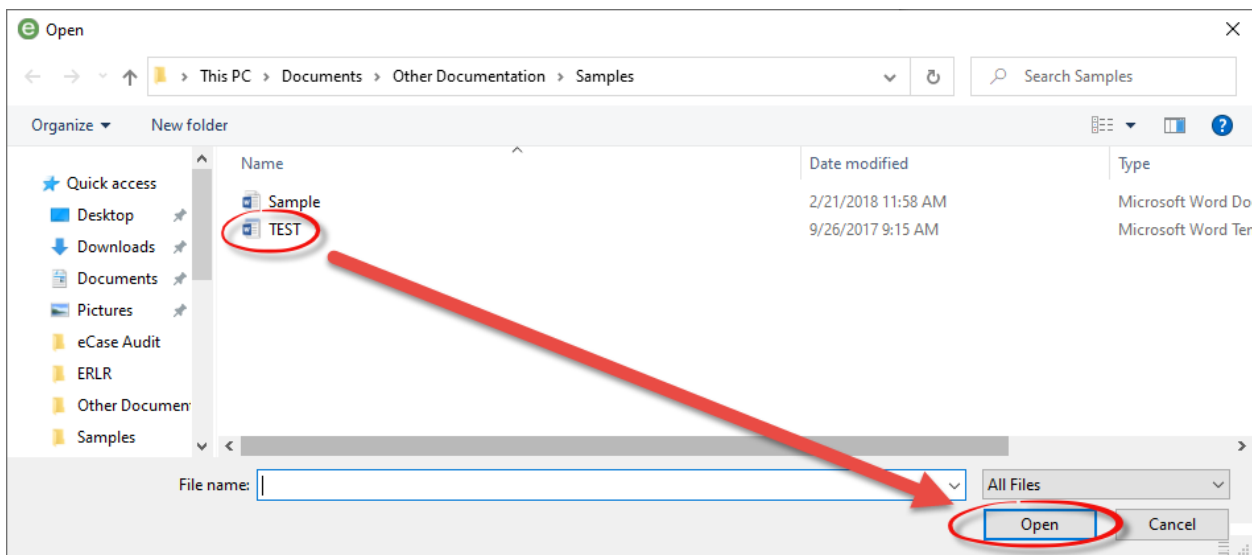 Open
This PC > Documents > Other Documentation > Samples
Search Samples
Organize
New folder
Name
Date modified
Type
Quick access
Desktop
Downloads
Documents
Pictures
eCase Audit
ERLR
Other Documen
Samples
Sample
2/21/2018 11:58 AM
Microsoft Word Do
TEST
9/26/2017 9:15 AM
Microsoft Word Ter
File name:
All Files
Open
Cancel